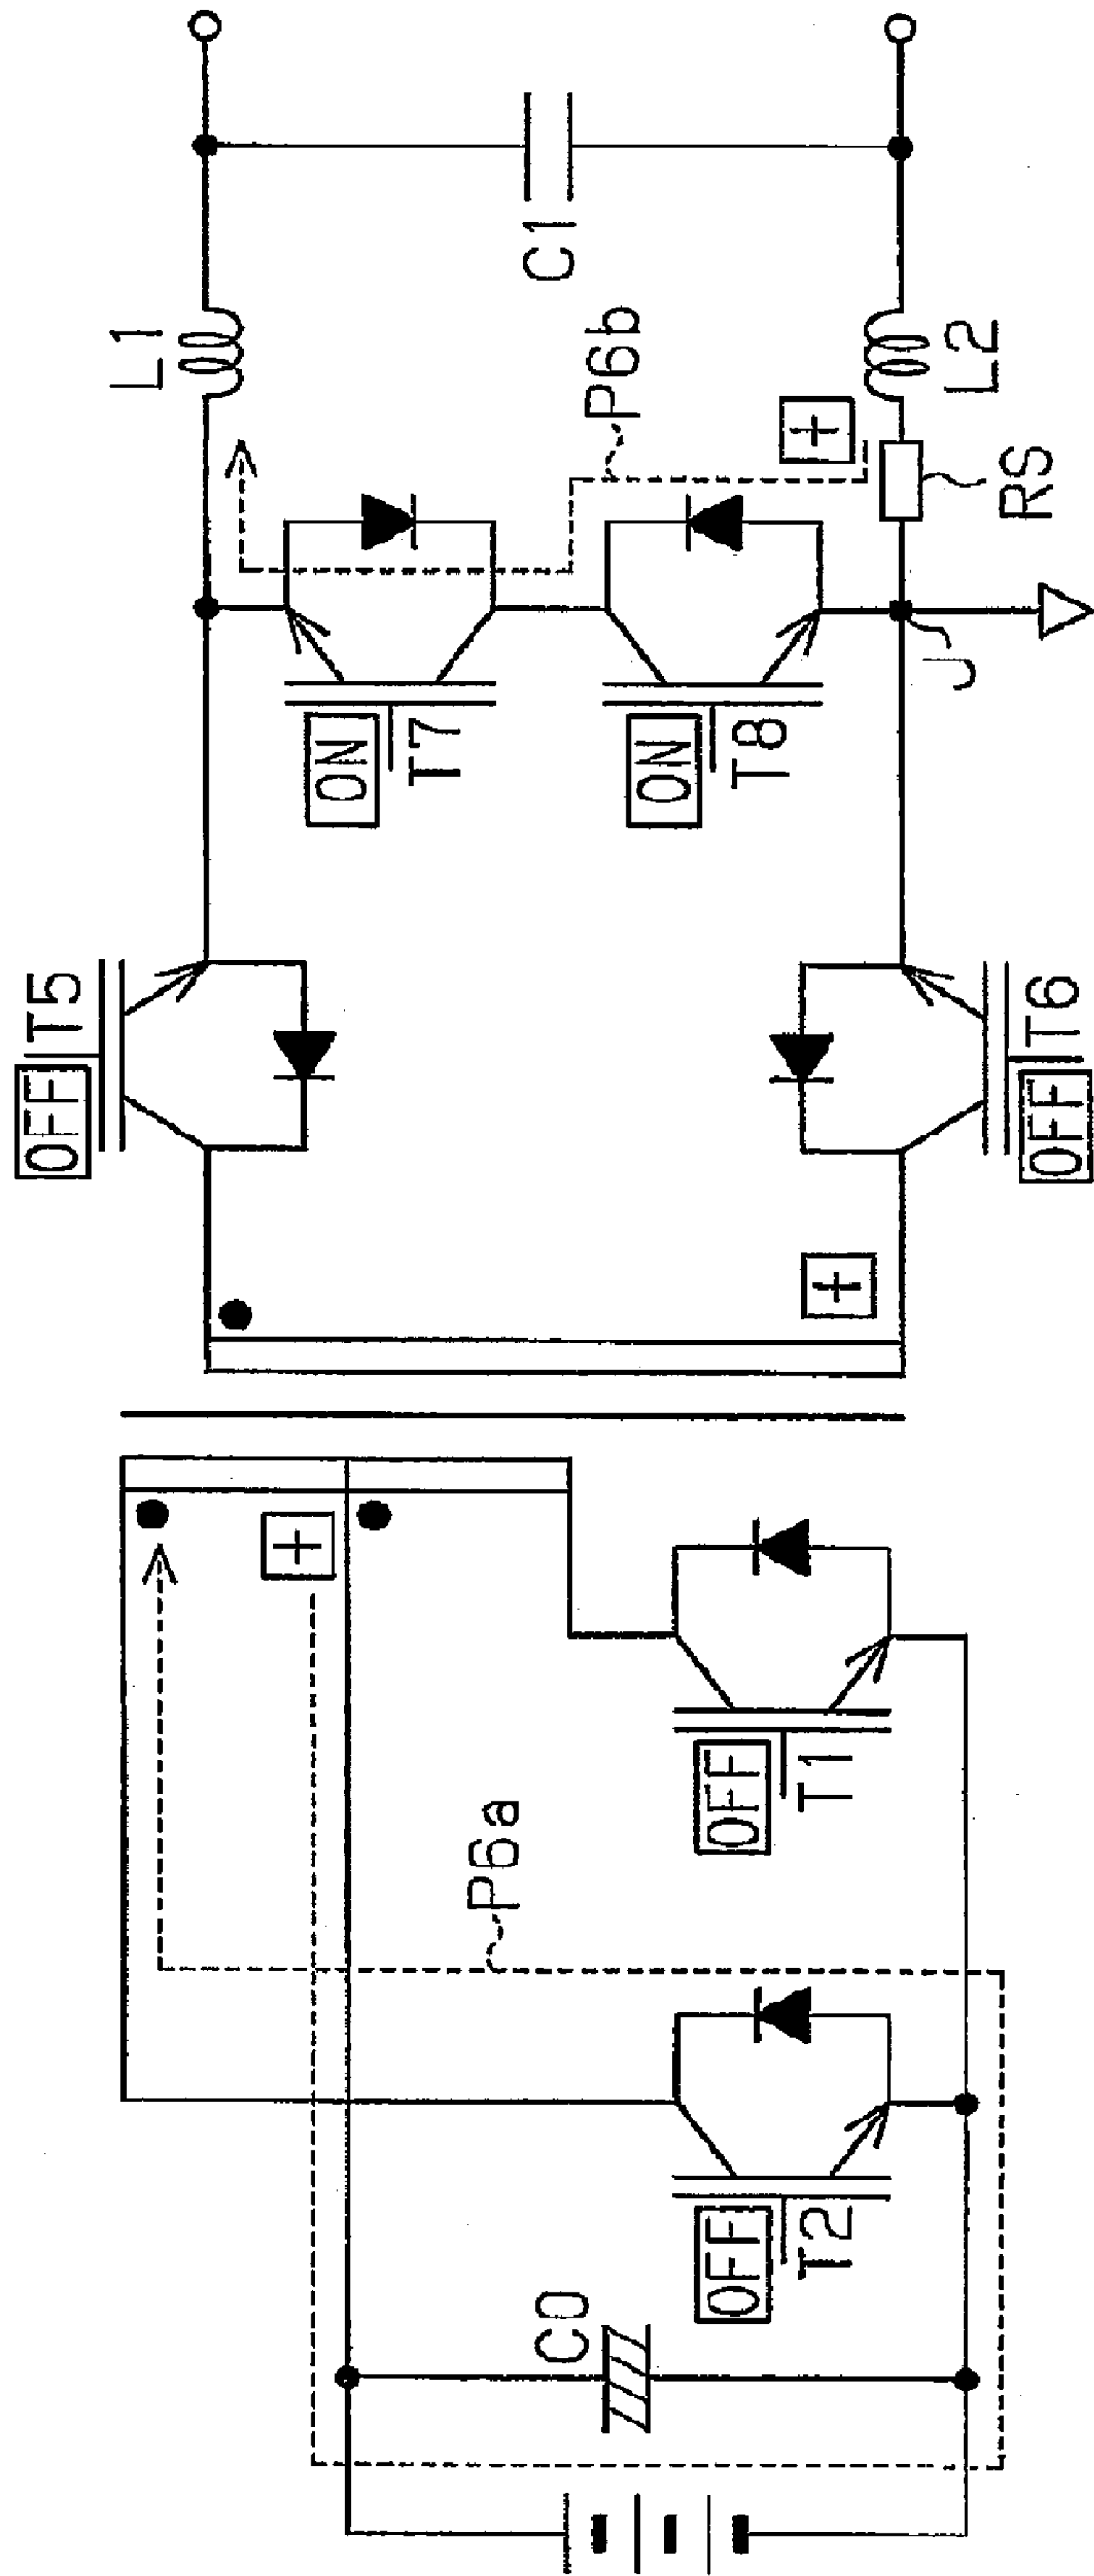 OFF
T5
L1
+
P6a
C0
OFF
T2
OFF
T1
+
OFF
T6
ON
T7
ON
T8
P6b
+
C1
J
RS
L2